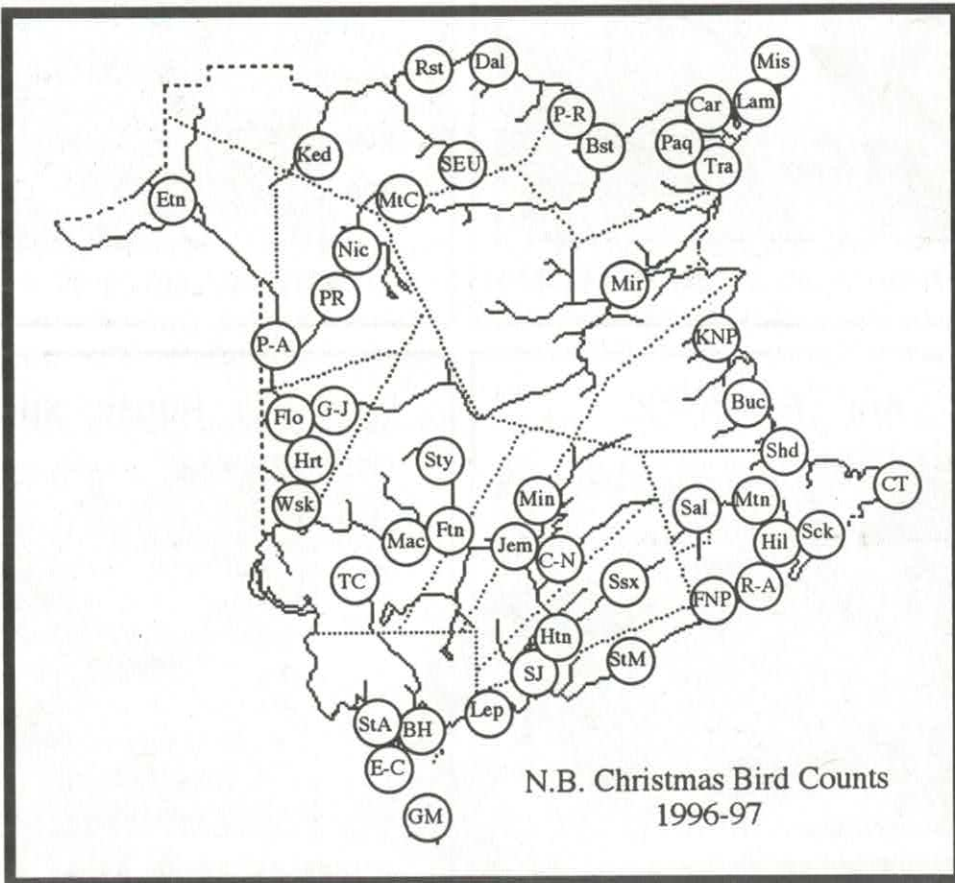 Rst
Dal
Mis
P-R
Car
Lam
Bst
Paq
Tra
Ked
SEU
Etn
MtC
Nic
PR
Mir
P-A
KNP
Flo
G-J
Buc
Hrt
Sty
Shd
Wsk
Min
Sal
Mtn
CT
Mac
Ftn
Jem
C-N
Hil
Sck
TC
Ssx
FNP
R-A
Htn
SJ
StM
Lep
StA
BH
E-C
GM
N.B. Christmas Bird Counts
1996-97